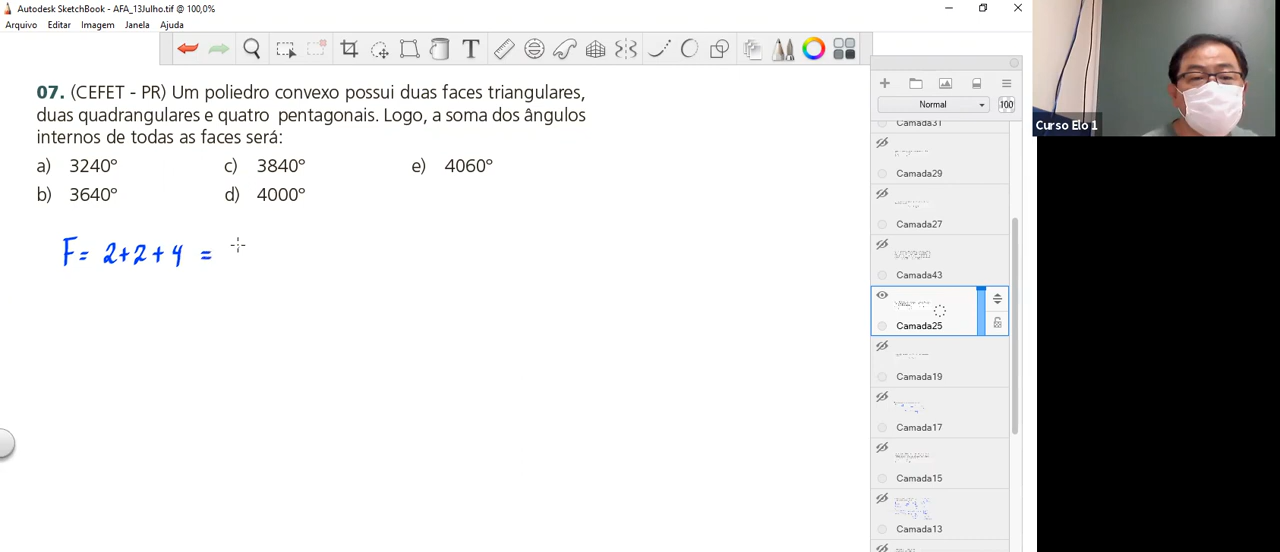 Autodesk SketchBook - AFA_13Julho.tif @ 100,0%
Arquivo Editar Imagem Janela Ajuda
07. (CEFET - PR) Um poliedro convexo possui duas faces triangulares,
duas quadrangulares e quatro pentagonais. Logo, a soma dos ângulos
internos de todas as faces será:
a) 3240° c) 3840° e) 4060°
b) 3640° d) 4000°
F = 2+2+4 =
Normal 100
Camada31
Camada29
Camada27
Camada43
Camada25
Camada19
Camada17
Camada15
Camada13
Curso Elo 1